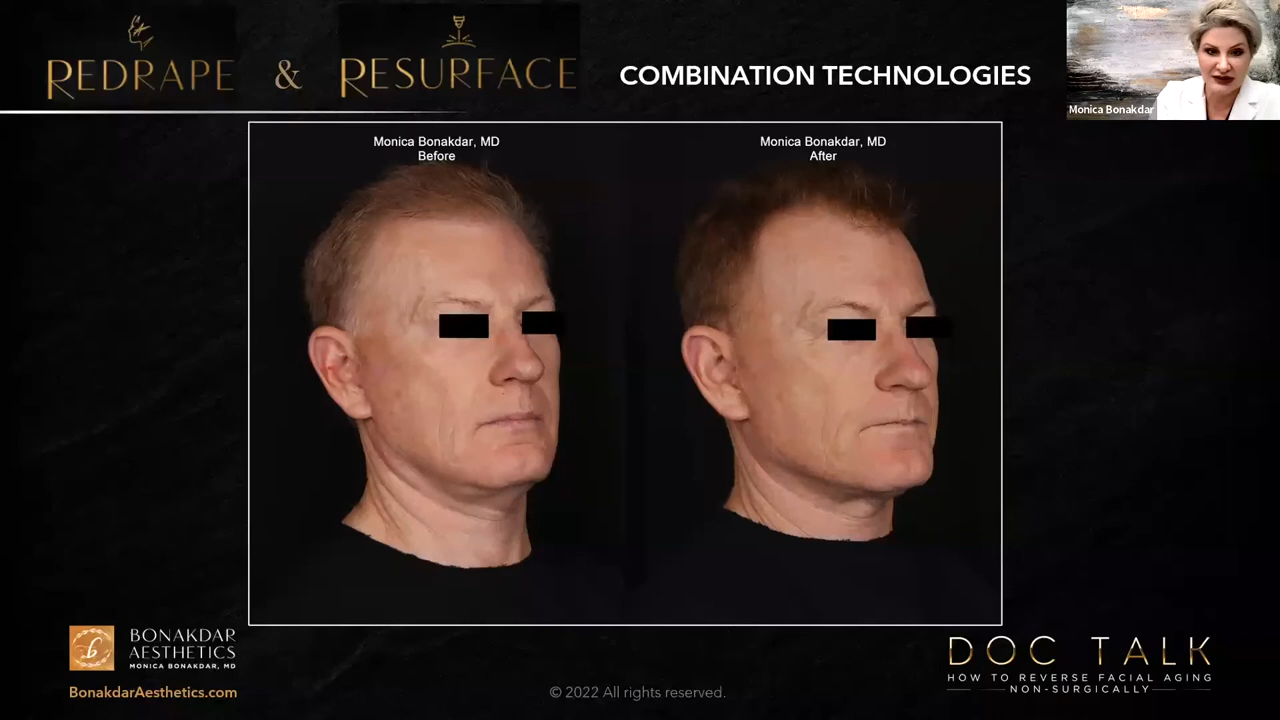 REDRAPE & RESURFACE
COMBINATION TECHNOLOGIES
Monica Bonakdar
Monica Bonakdar, MD
Before
Monica Bonakdar, MD
After
b
BONAKDAR
AESTHETICS
MONICA BONAKDAR, MD
BonakdarAesthetics.com
© 2022 All rights reserved.
DOC TALK
HOW TO REVERSE FACIAL AGING
NON-SURGICALLY